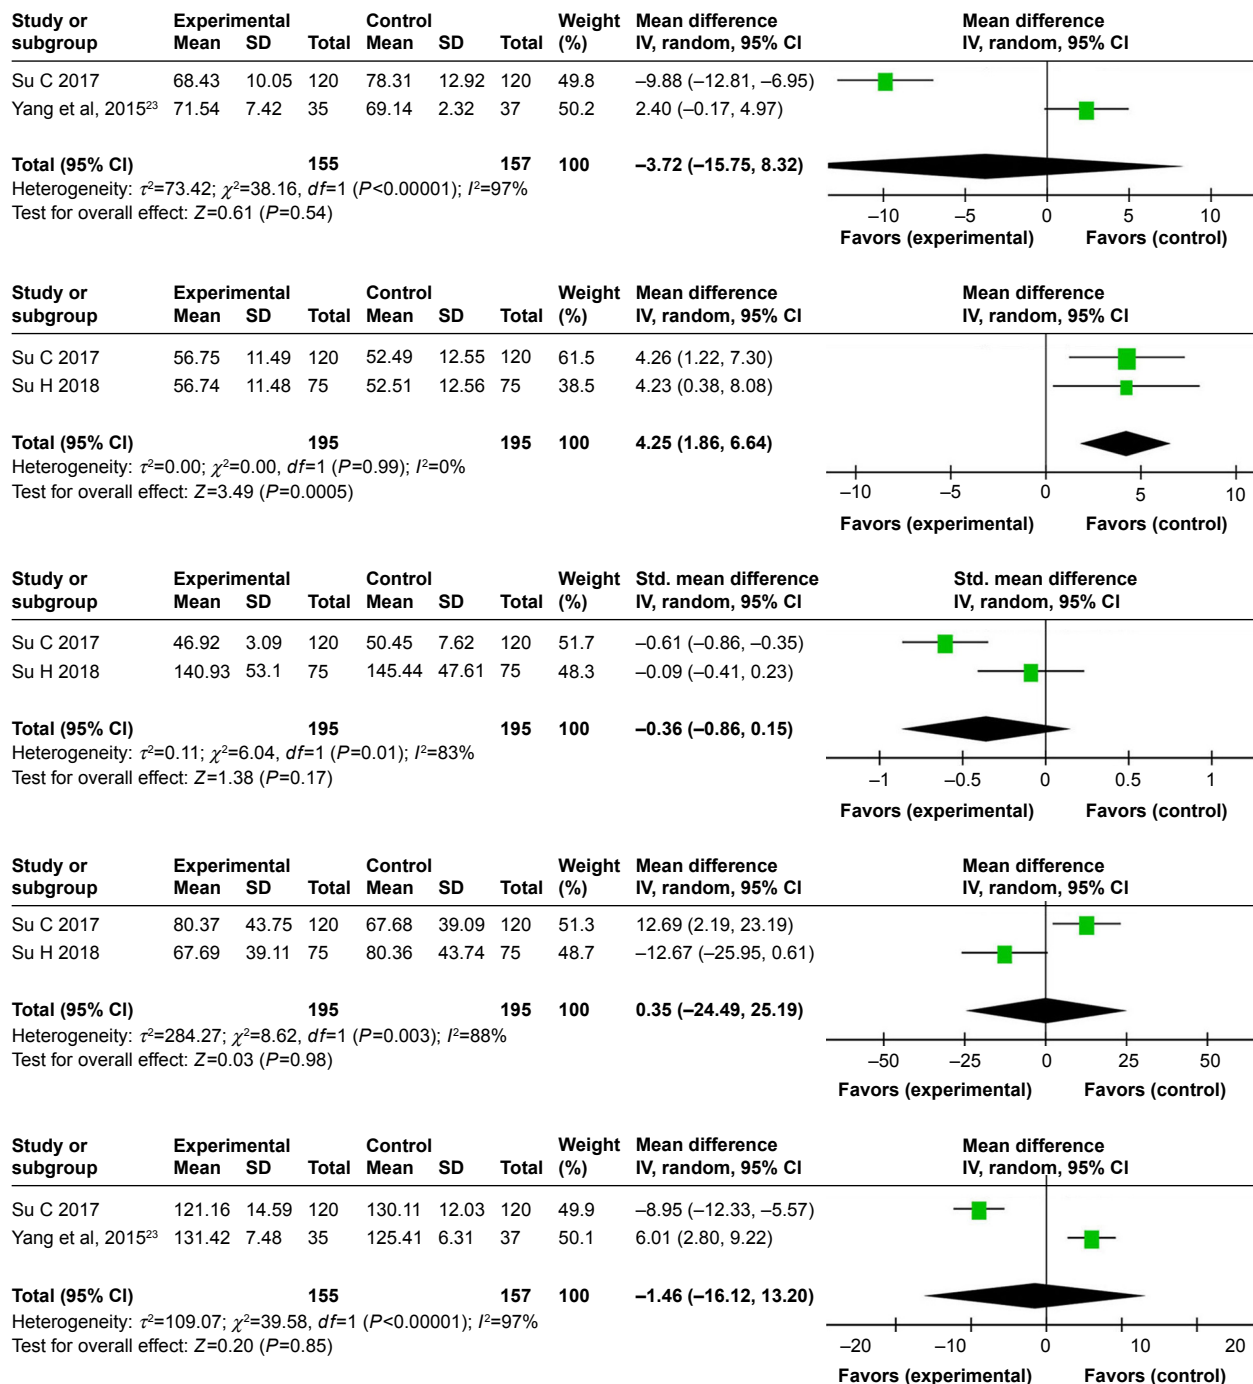 Study or Experimental Control Weight Mean difference Mean difference
subgroup Mean SD Total Mean SD Total (%) IV, random, 95% CI IV, random, 95% CI
Su C 2017 68.43 10.05 120 78.31 12.92 120 49.8 –9.88 (–12.81, –6.95)
Yang et al, 2015²³ 71.54 7.42 35 69.14 2.32 37 50.2 2.40 (–0.17, 4.97)
Total (95% CI) 155 157 100 –3.72 (–15.75, 8.32)
Heterogeneity: τ²=73.42; χ²=38.16, df=1 (P<0.00001); I²=97%
Test for overall effect: Z=0.61 (P=0.54)
–10 –5 0 5 10
Favors (experimental) Favors (control)
Study or Experimental Control Weight Mean difference Mean difference
subgroup Mean SD Total Mean SD Total (%) IV, random, 95% CI IV, random, 95% CI
Su C 2017 56.75 11.49 120 52.49 12.55 120 61.5 4.26 (1.22, 7.30)
Su H 2018 56.74 11.48 75 52.51 12.56 75 38.5 4.23 (0.38, 8.08)
Total (95% CI) 195 195 100 4.25 (1.86, 6.64)
Heterogeneity: τ²=0.00; χ²=0.00, df=1 (P=0.99); I²=0%
Test for overall effect: Z=3.49 (P=0.0005)
–10 –5 0 5 10
Favors (experimental) Favors (control)
Study or Experimental Control Weight Std. mean difference Std. mean difference
subgroup Mean SD Total Mean SD Total (%) IV, random, 95% CI IV, random, 95% CI
Su C 2017 46.92 3.09 120 50.45 7.62 120 51.7 –0.61 (–0.86, –0.35)
Su H 2018 140.93 53.1 75 145.44 47.61 75 48.3 –0.09 (–0.41, 0.23)
Total (95% CI) 195 195 100 –0.36 (–0.86, 0.15)
Heterogeneity: τ²=0.11; χ²=6.04, df=1 (P=0.01); I²=83%
Test for overall effect: Z=1.38 (P=0.17)
–1 –0.5 0 0.5 1
Favors (experimental) Favors (control)
Study or Experimental Control Weight Mean difference Mean difference
subgroup Mean SD Total Mean SD Total (%) IV, random, 95% CI IV, random, 95% CI
Su C 2017 80.37 43.75 120 67.68 39.09 120 51.3 12.69 (2.19, 23.19)
Su H 2018 67.69 39.11 75 80.36 43.74 75 48.7 –12.67 (–25.95, 0.61)
Total (95% CI) 195 195 100 0.35 (–24.49, 25.19)
Heterogeneity: τ²=284.27; χ²=8.62, df=1 (P=0.003); I²=88%
Test for overall effect: Z=0.03 (P=0.98)
–50 –25 0 25 50
Favors (experimental) Favors (control)
Study or Experimental Control Weight Mean difference Mean difference
subgroup Mean SD Total Mean SD Total (%) IV, random, 95% CI IV, random, 95% CI
Su C 2017 121.16 14.59 120 130.11 12.03 120 49.9 –8.95 (–12.33, –5.57)
Yang et al, 2015²³ 131.42 7.48 35 125.41 6.31 37 50.1 6.01 (2.80, 9.22)
Total (95% CI) 155 157 100 –1.46 (–16.12, 13.20)
Heterogeneity: τ²=109.07; χ²=39.58, df=1 (P<0.00001); I²=97%
Test for overall effect: Z=0.20 (P=0.85)
–20 –10 0 10 20
Favors (experimental) Favors (control)